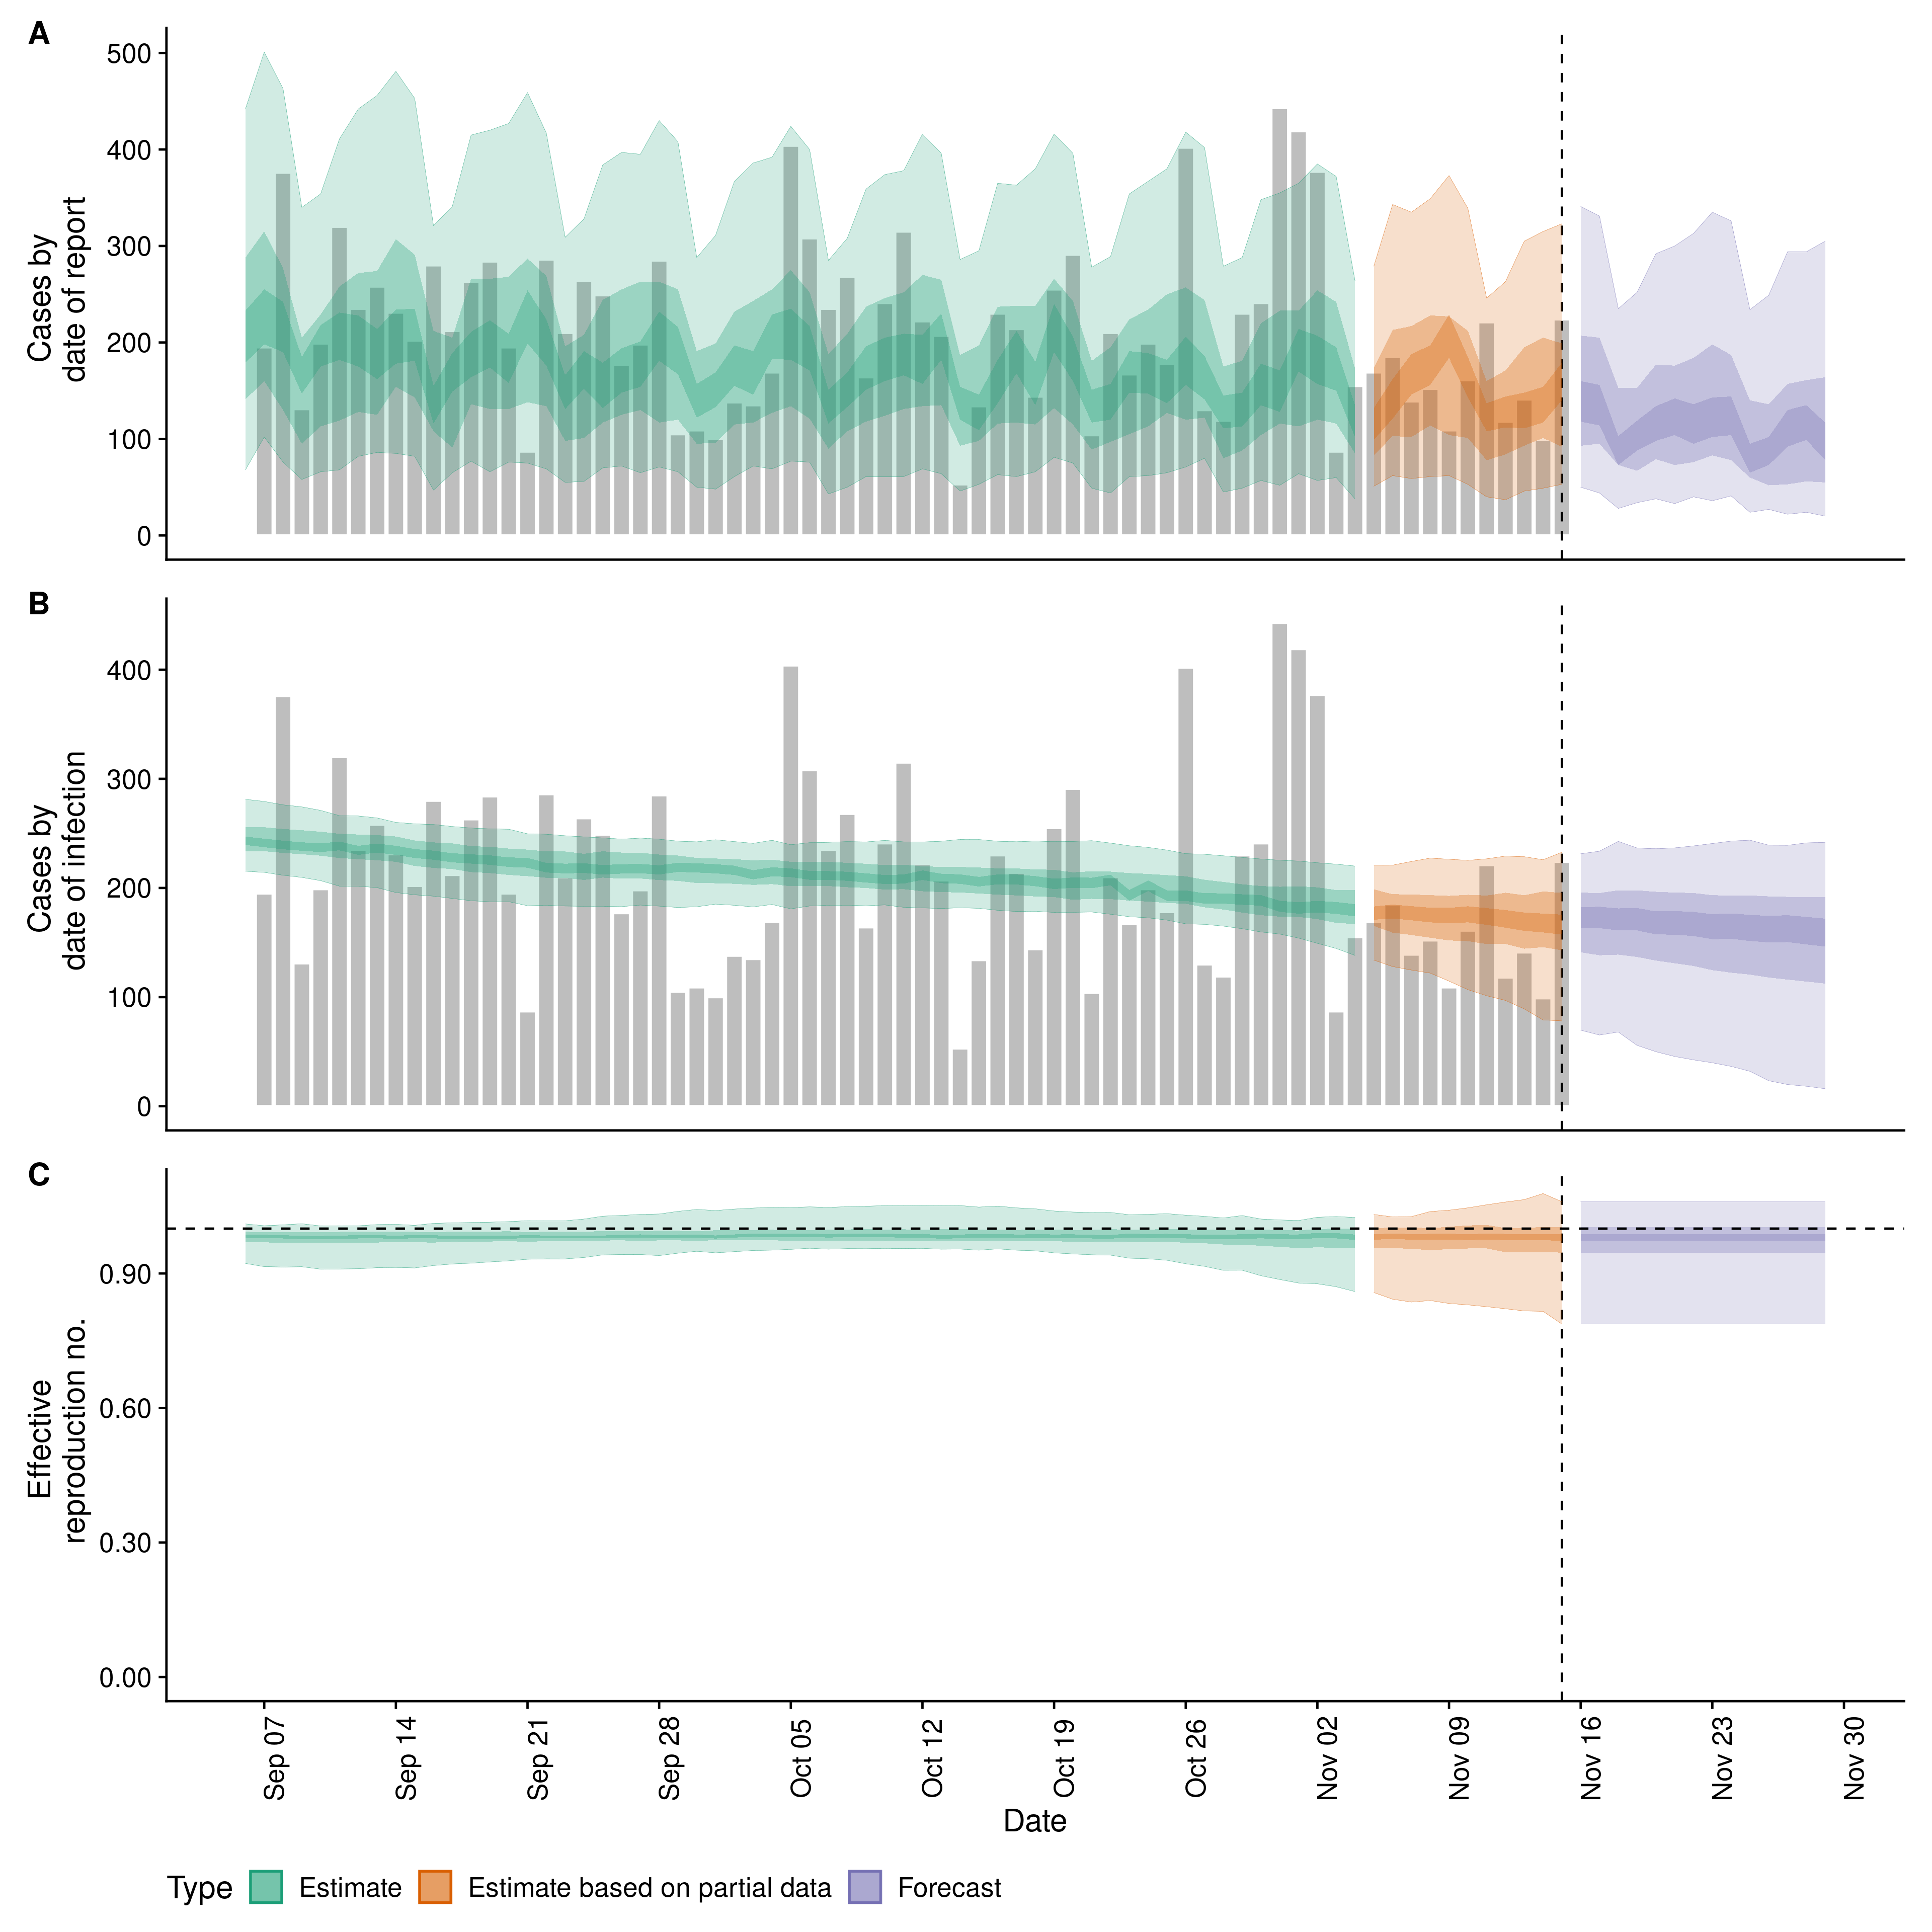 A
500
400
300
200
100
0
Cases by
date of report
B
400
300
200
100
0
Cases by
date of infection
C
0.90
0.60
0.30
0.00
Effective
reproduction no.
Sep 07
Sep 14
Sep 21
Sep 28
Oct 05
Oct 12
Oct 19
Oct 26
Nov 02
Nov 09
Nov 16
Nov 23
Nov 30
Date
Type Estimate Estimate based on partial data Forecast